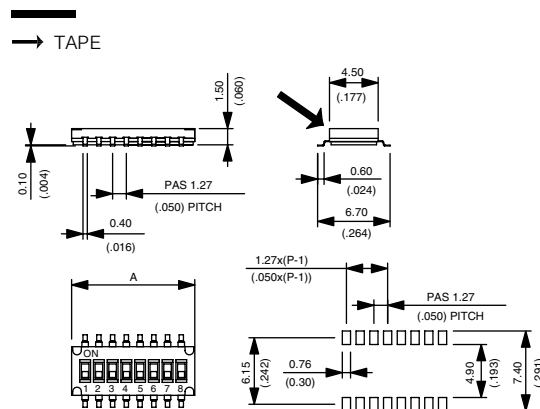 → TAPE
4.50
(.177)
1.50
(.060)
0.10
(.004)
PAS 1.27
(.050) PITCH
0.40
(.016)
0.60
(.024)
6.70
(.264)
A
1.27x(P-1)
(.050x(P-1))
PAS 1.27
(.050) PITCH
ON
1 2 3 4 5 6 7 8
6.15
(.242)
0.76
(0.30)
4.90
(.193)
7.40
(.291)